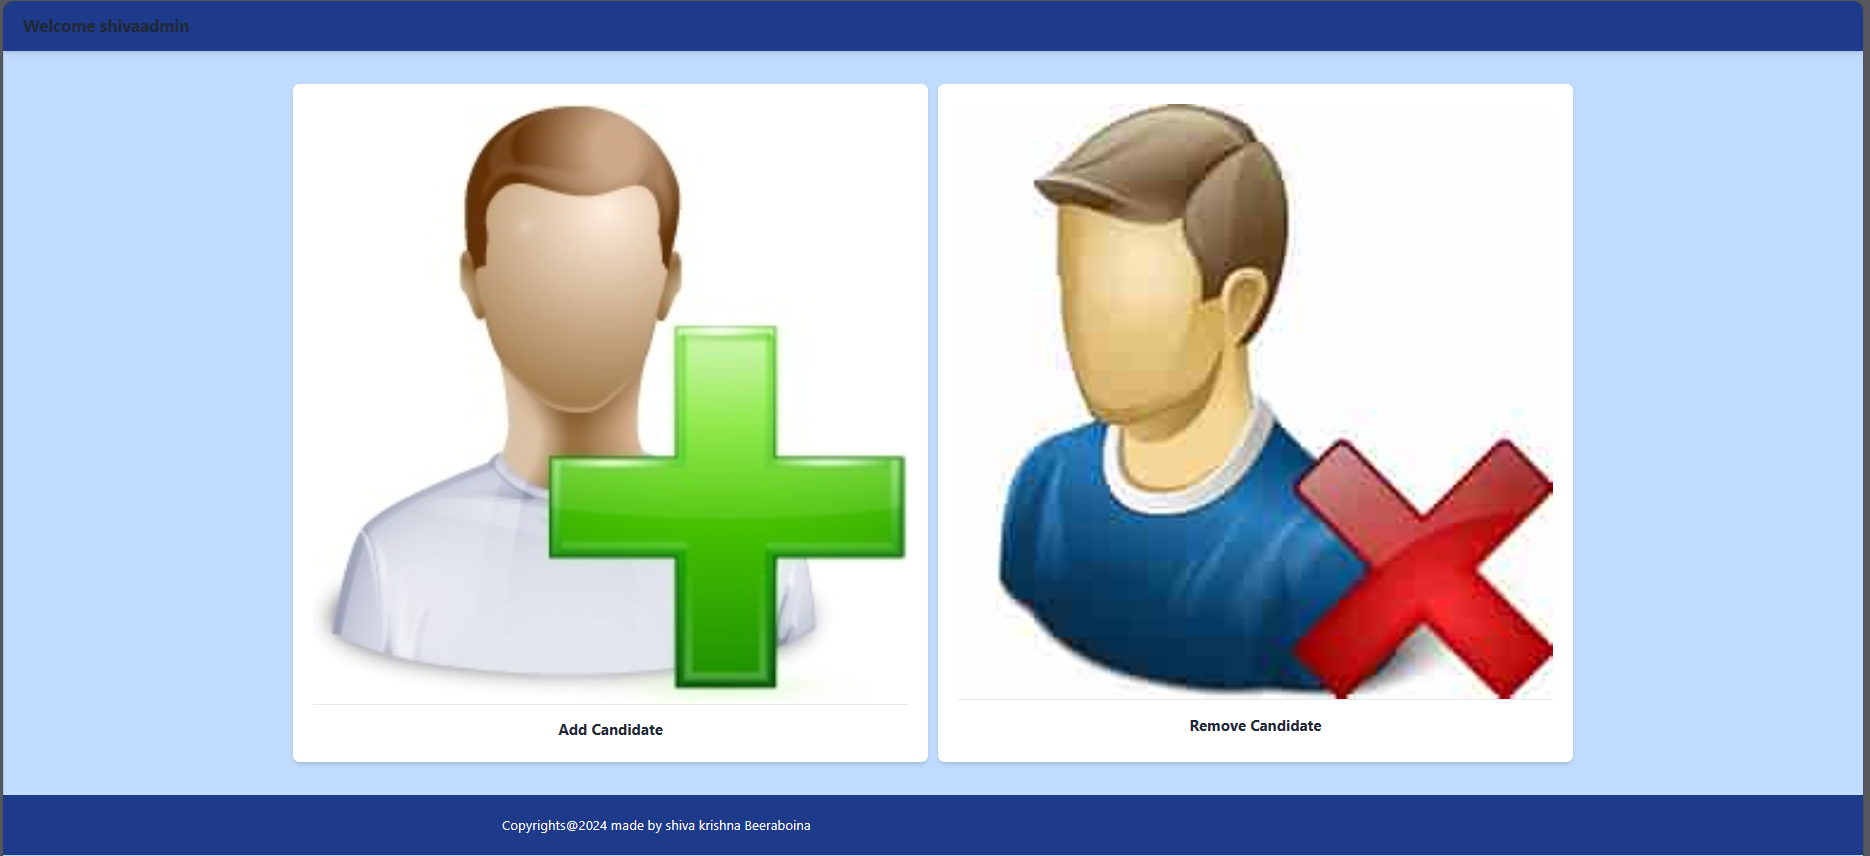 Welcome shivaadmin
Add Candidate
Remove Candidate
Copyrights@2024 made by shiva krishna Beeraboina